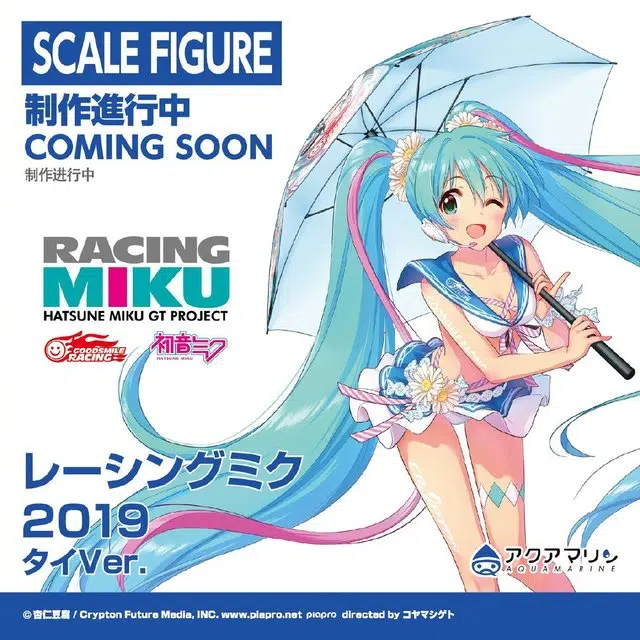 SCALE FIGURE
制作進行中
COMING SOON
制作进行中
RACING
MIKU
HATSUNE MIKU GT PROJECT
GOODSMILE
RACING
初音ミク
HATSUNE MIKU
レーシングミク
2019
タイVer.
アクアマリン
AQUAMARINE
© 杏仁豆腐 / Crypton Future Media, INC. www.piapro.net piapro directed by コヤマシゲト